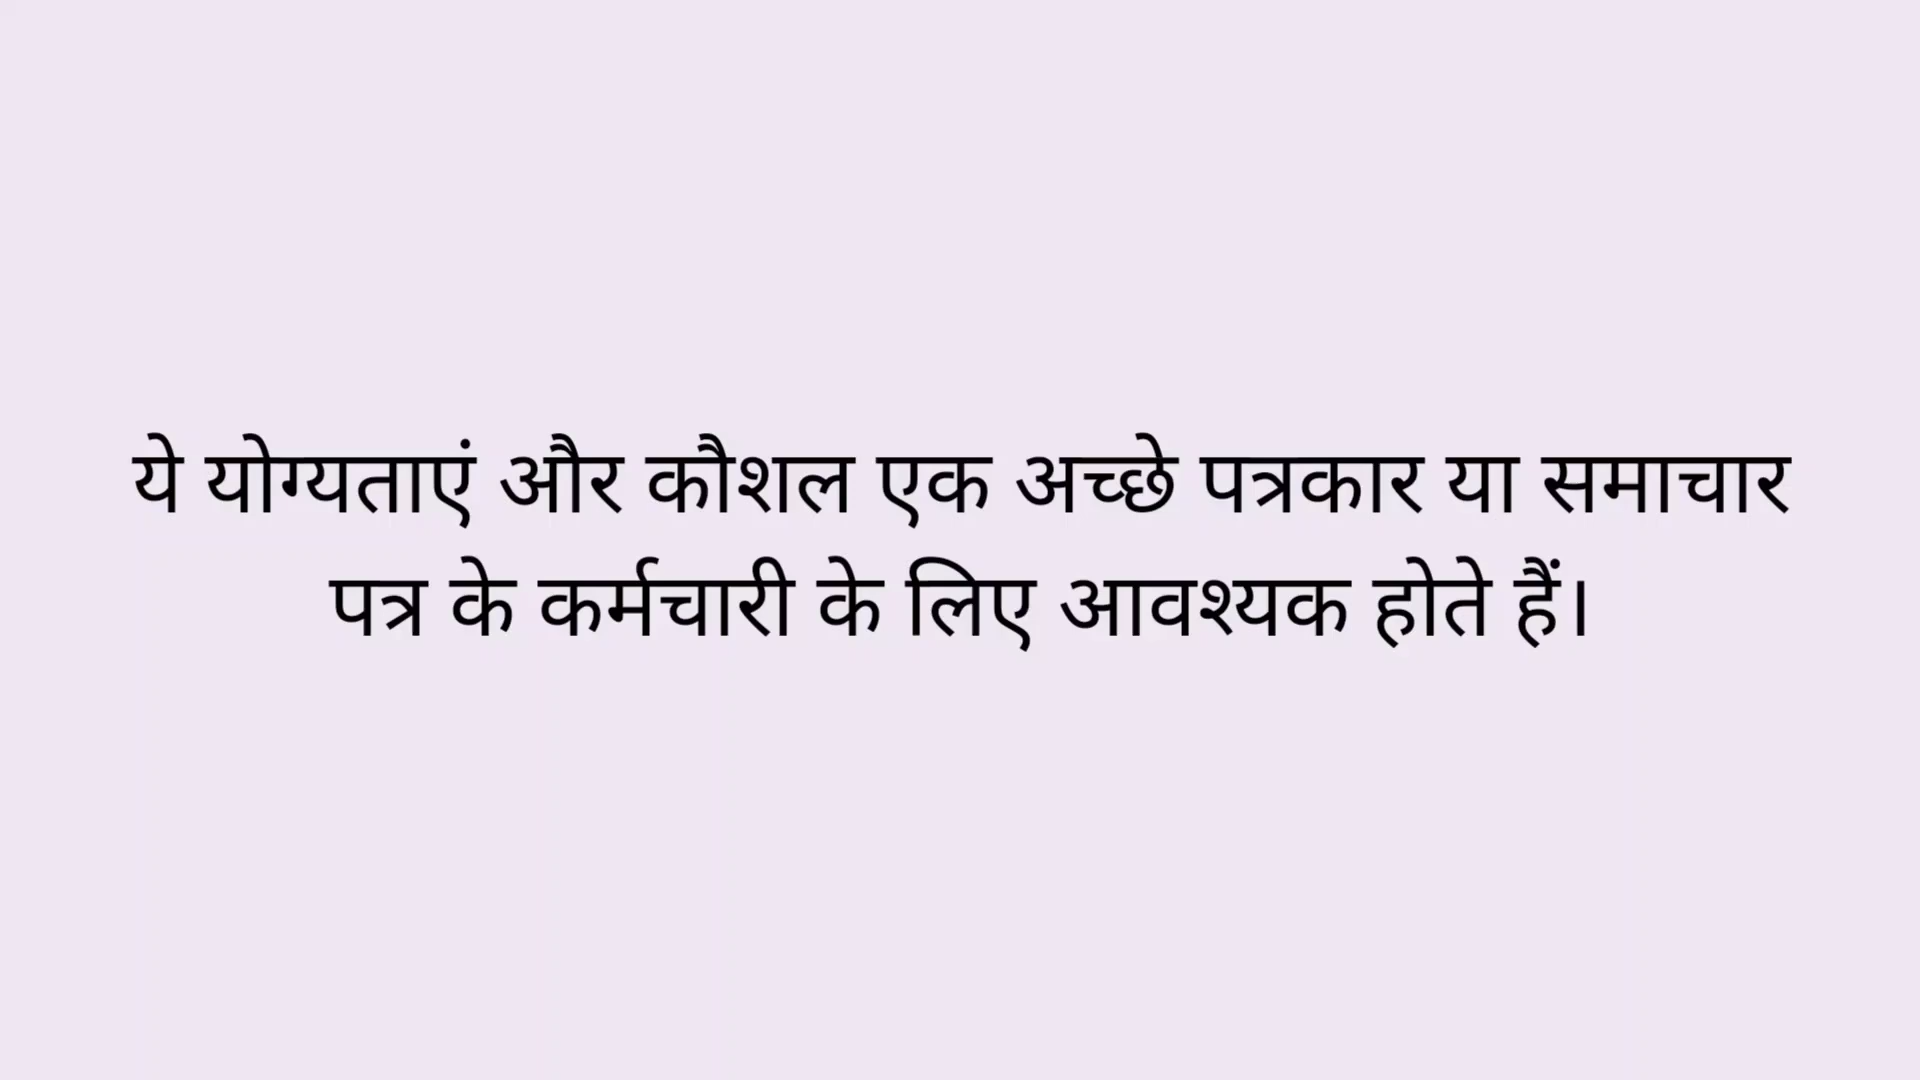 ये योग्यताएं और कौशल एक अच्छे पत्रकार या समाचार
पत्र के कर्मचारी के लिए आवश्यक होते हैं।